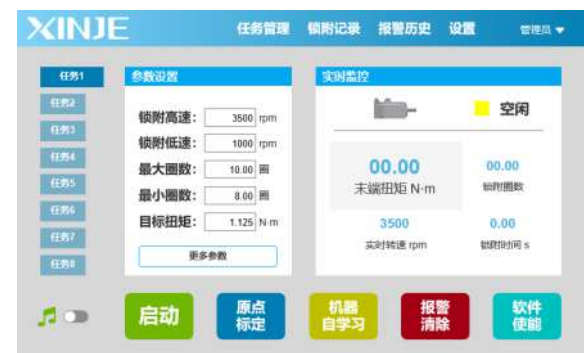 XINJE
任务管理 锁附记录 报警历史 设置 管理员
任务1
任务2
任务3
任务4
任务5
任务6
任务7
任务8
参数设置
锁附高速： 3500 rpm
锁附低速： 1000 rpm
最大圈数： 10.00 圈
最小圈数： 8.00 圈
目标扭矩： 1.125 N·m
更多参数
实时监控
空闲
00.00
末端扭矩 N·m
00.00
锁附圈数
3500
实时转速 rpm
0.00
锁附时间 s
启动
原点
标定
机器
自学习
报警
清除
软件
使能